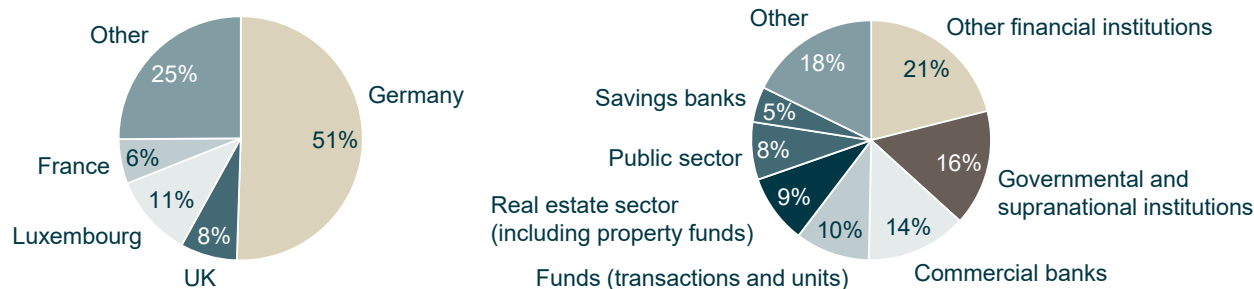 Other
25%
Germany
51%
France
6%
11%
Luxembourg
8%
UK
Other
Other financial institutions
18%
21%
Savings banks
5%
Public sector
8%
16%
Governmental and
supranational institutions
Real estate sector
(including property funds)
9%
10%
14%
Funds (transactions and units)
Commercial banks